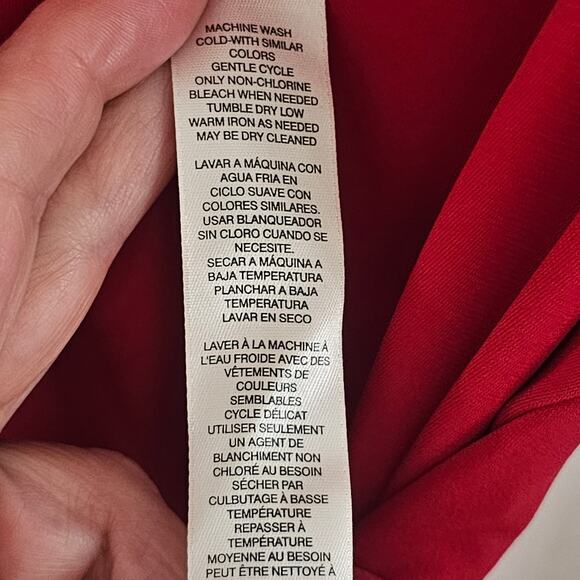 MACHINE WASH
COLD-WITH SIMILAR
COLORS
GENTLE CYCLE
ONLY NON-CHLORINE
BLEACH WHEN NEEDED
TUMBLE DRY LOW
WARM IRON AS NEEDED
MAY BE DRY CLEANED
LAVAR A MÁQUINA CON
AGUA FRIA EN
CICLO SUAVE CON
COLORES SIMILARES.
USAR BLANQUEADOR
SIN CLORO CUANDO SE
NECESITE.
SECAR A MÁQUINA A
BAJA TEMPERATURA
PLANCHAR A BAJA
TEMPERATURA
LAVAR EN SECO
LAVER À LA MACHINE À
L'EAU FROIDE AVEC DES
VÊTEMENTS DE
COULEURS
SEMBLABLES
CYCLE DÉLICAT
UTILISER SEULEMENT
UN AGENT DE
BLANCHIMENT NON
CHLORÉ AU BESOIN
SÉCHER PAR
CULBUTAGE À BASSE
TEMPÉRATURE
REPASSER À
TEMPÉRATURE
MOYENNE AU BESOIN
PEUT ÊTRE NETTOYÉ À